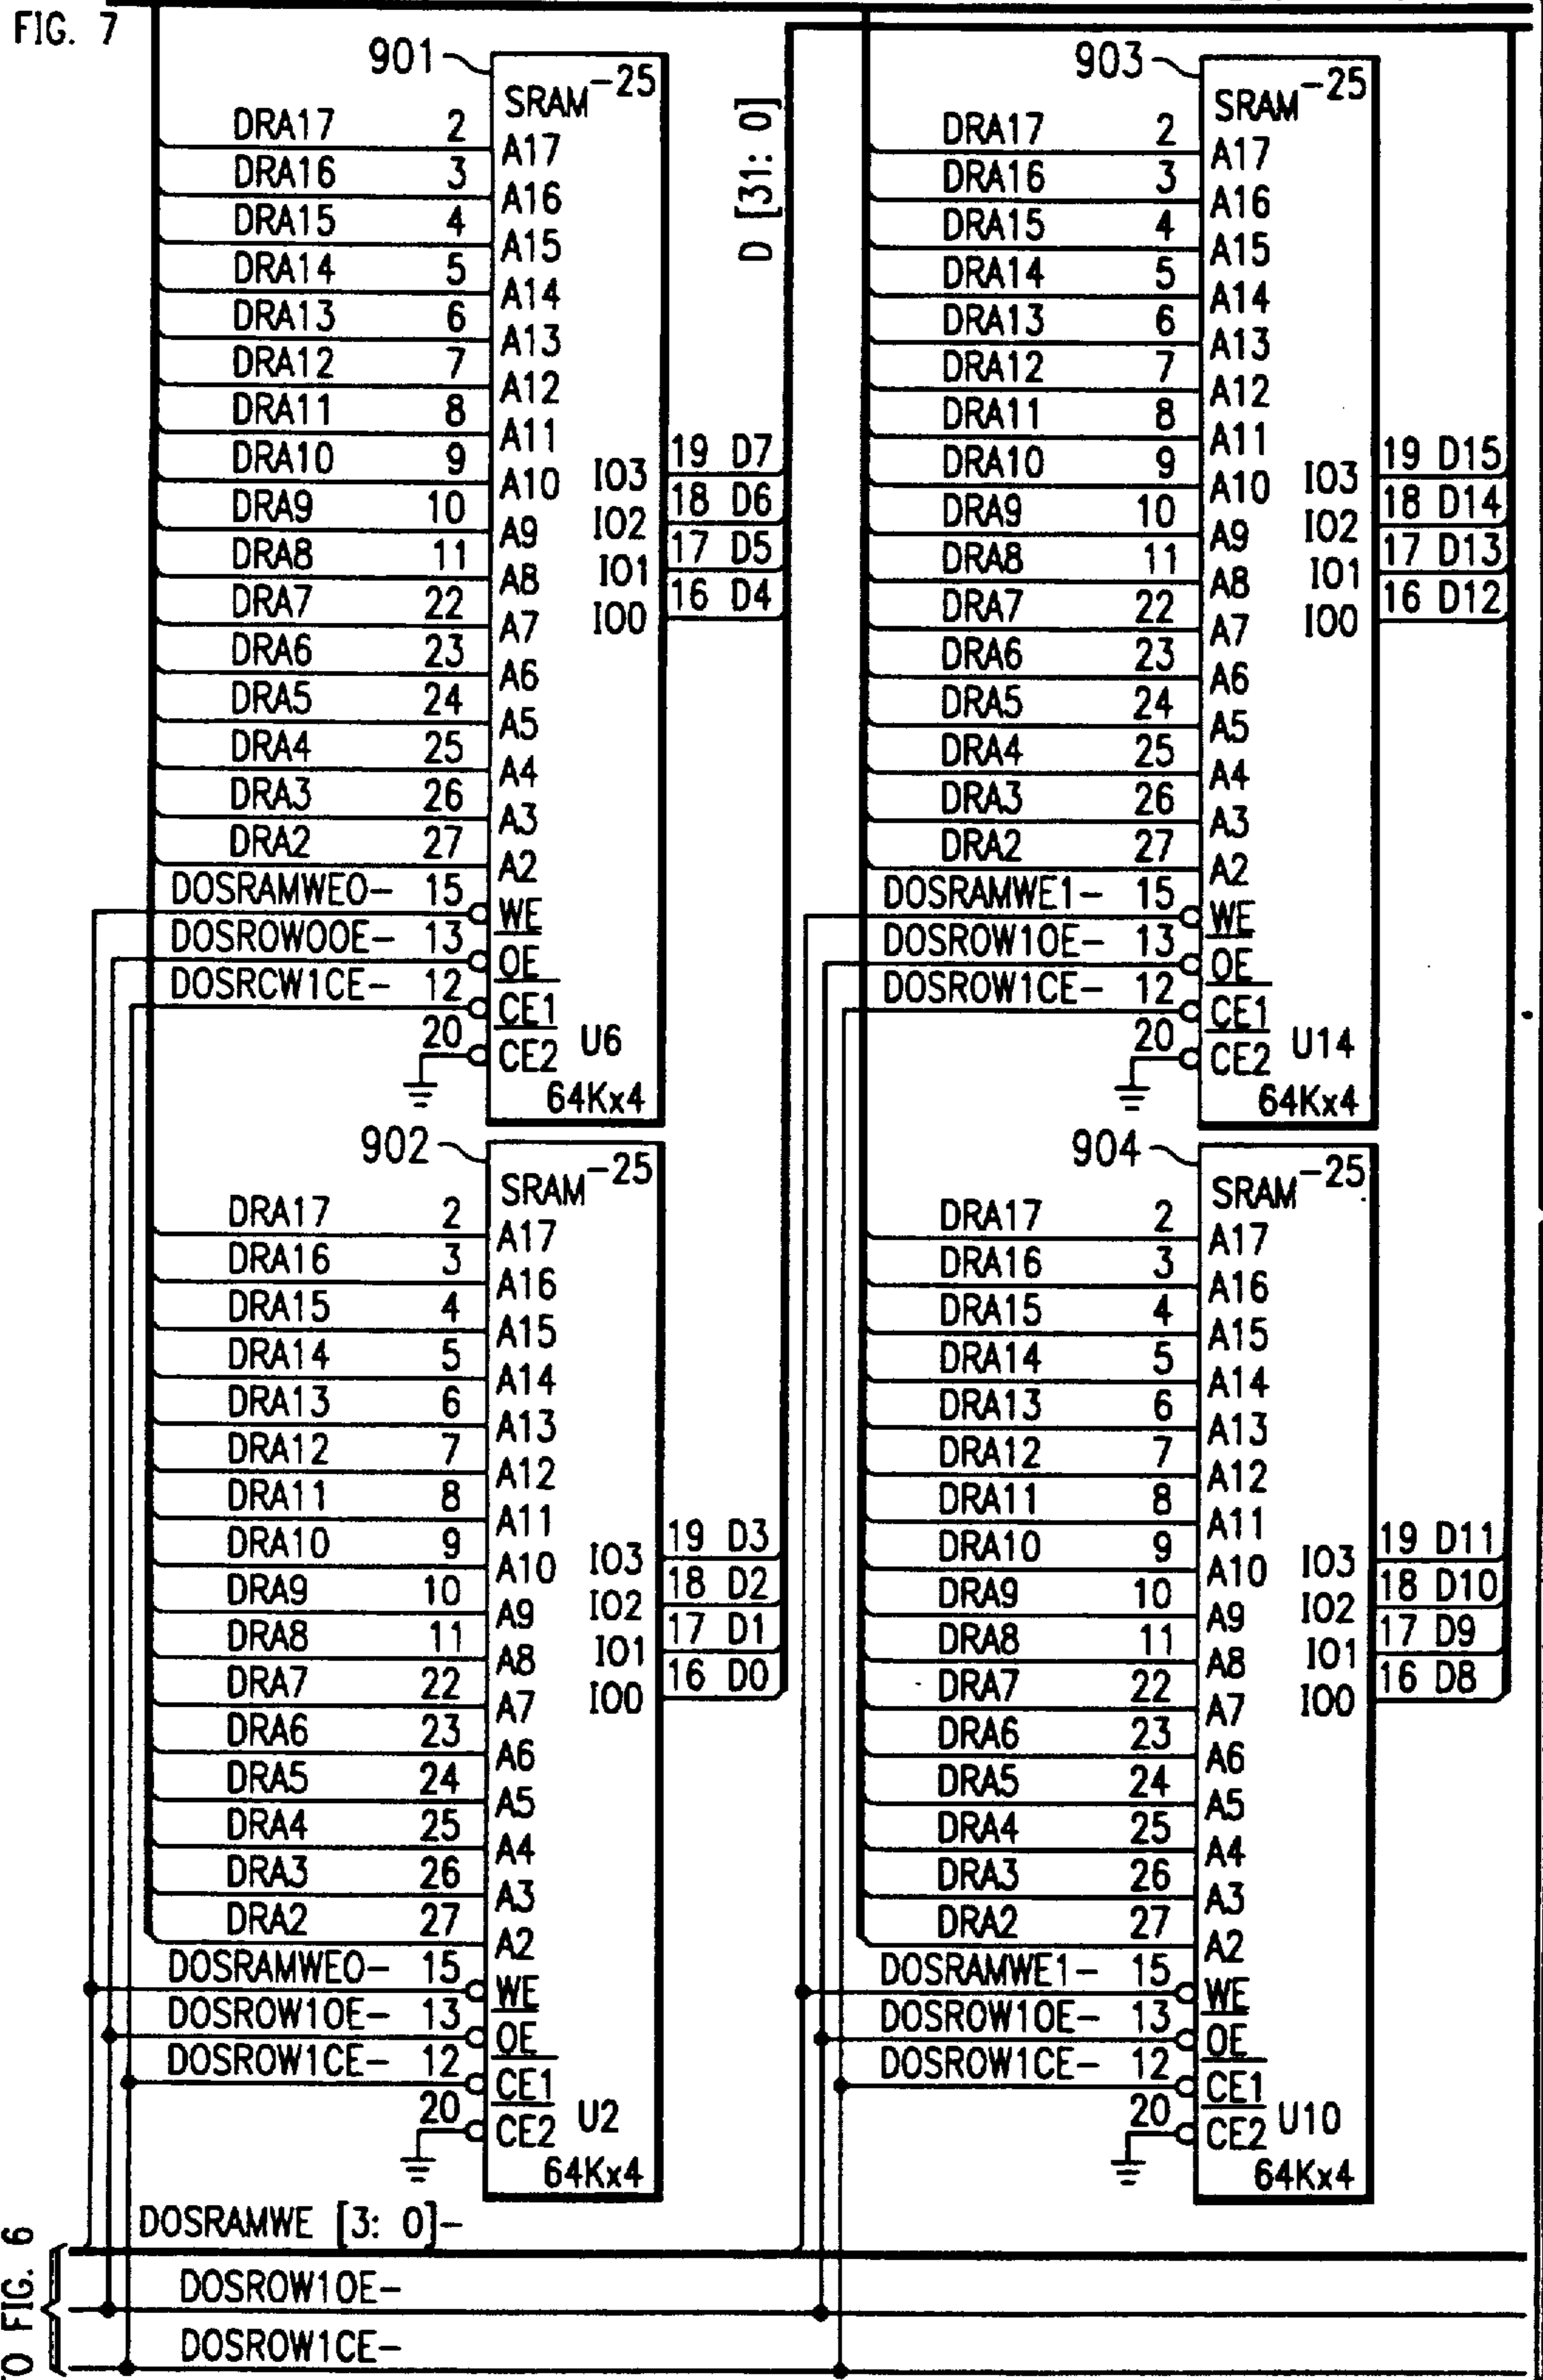 FIG. 7
D [31: 0]
901
SRAM -25
DRA17 2 A17
DRA16 3 A16
DRA15 4 A15
DRA14 5 A14
DRA13 6 A13
DRA12 7 A12
DRA11 8 A11
DRA10 9 A10
DRA9 10 A9
DRA8 11 A8
DRA7 22 A7
DRA6 23 A6
DRA5 24 A5
DRA4 25 A4
DRA3 26 A3
DRA2 27 A2
DOSRAMWE0- 15 WE
DOSROW0OE- 13 OE
DOSRCW1CE- 12 CE1
20 CE2
IO3 19 D7
IO2 18 D6
IO1 17 D5
IO0 16 D4
U6
64Kx4
903
SRAM -25
DRA17 2 A17
DRA16 3 A16
DRA15 4 A15
DRA14 5 A14
DRA13 6 A13
DRA12 7 A12
DRA11 8 A11
DRA10 9 A10
DRA9 10 A9
DRA8 11 A8
DRA7 22 A7
DRA6 23 A6
DRA5 24 A5
DRA4 25 A4
DRA3 26 A3
DRA2 27 A2
DOSRAMWE1- 15 WE
DOSROW1OE- 13 OE
DOSROW1CE- 12 CE1
20 CE2
IO3 19 D15
IO2 18 D14
IO1 17 D13
IO0 16 D12
U14
64Kx4
902
SRAM -25
DRA17 2 A17
DRA16 3 A16
DRA15 4 A15
DRA14 5 A14
DRA13 6 A13
DRA12 7 A12
DRA11 8 A11
DRA10 9 A10
DRA9 10 A9
DRA8 11 A8
DRA7 22 A7
DRA6 23 A6
DRA5 24 A5
DRA4 25 A4
DRA3 26 A3
DRA2 27 A2
DOSRAMWE0- 15 WE
DOSROW1OE- 13 OE
DOSROW1CE- 12 CE1
20 CE2
IO3 19 D3
IO2 18 D2
IO1 17 D1
IO0 16 D0
U2
64Kx4
904
SRAM -25
DRA17 2 A17
DRA16 3 A16
DRA15 4 A15
DRA14 5 A14
DRA13 6 A13
DRA12 7 A12
DRA11 8 A11
DRA10 9 A10
DRA9 10 A9
DRA8 11 A8
DRA7 22 A7
DRA6 23 A6
DRA5 24 A5
DRA4 25 A4
DRA3 26 A3
DRA2 27 A2
DOSRAMWE1- 15 WE
DOSROW1OE- 13 OE
DOSROW1CE- 12 CE1
20 CE2
IO3 19 D11
IO2 18 D10
IO1 17 D9
IO0 16 D8
U10
64Kx4
TO FIG. 6
DOSRAMWE [3: 0]-
DOSROW1OE-
DOSROW1CE-